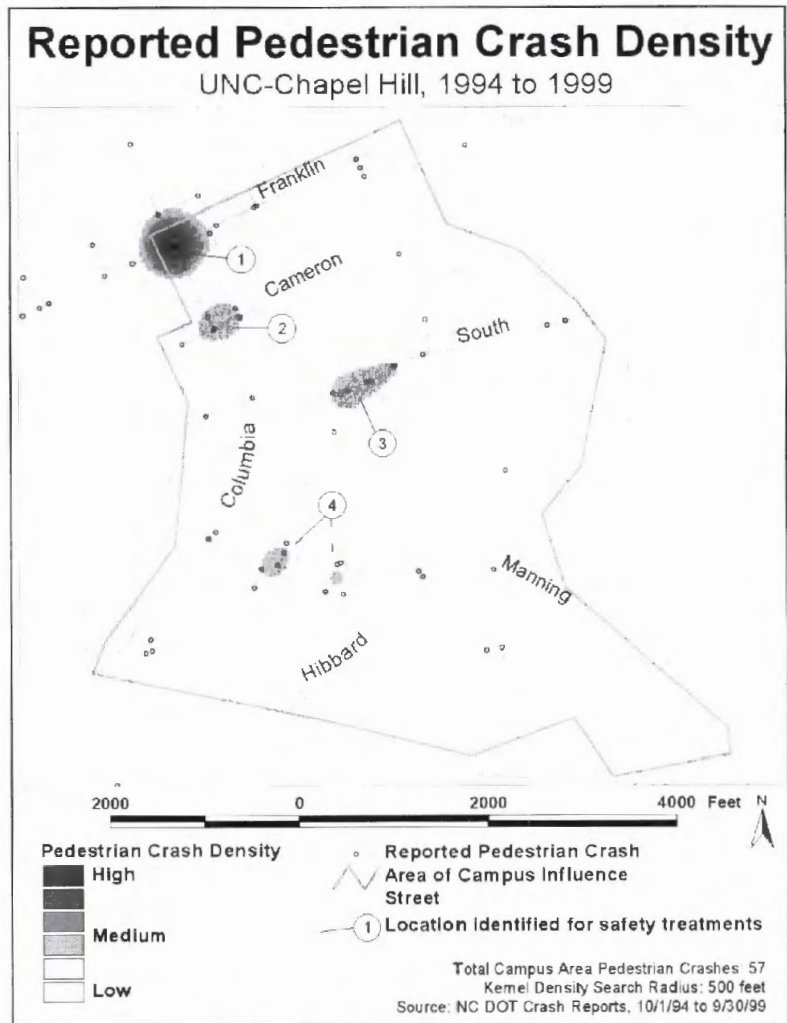 Reported Pedestrian Crash Density
UNC-Chapel Hill, 1994 to 1999
Franklin
1
Cameron
2
South
3
Columbia
4
Manning
Hibbard
2000 0 2000 4000 Feet N
Pedestrian Crash Density
High
Medium
Low
Reported Pedestrian Crash
Area of Campus Influence
Street
1 Location identified for safety treatments
Total Campus Area Pedestrian Crashes: 57
Kernel Density Search Radius: 500 feet
Source: NC DOT Crash Reports, 10/1/94 to 9/30/99